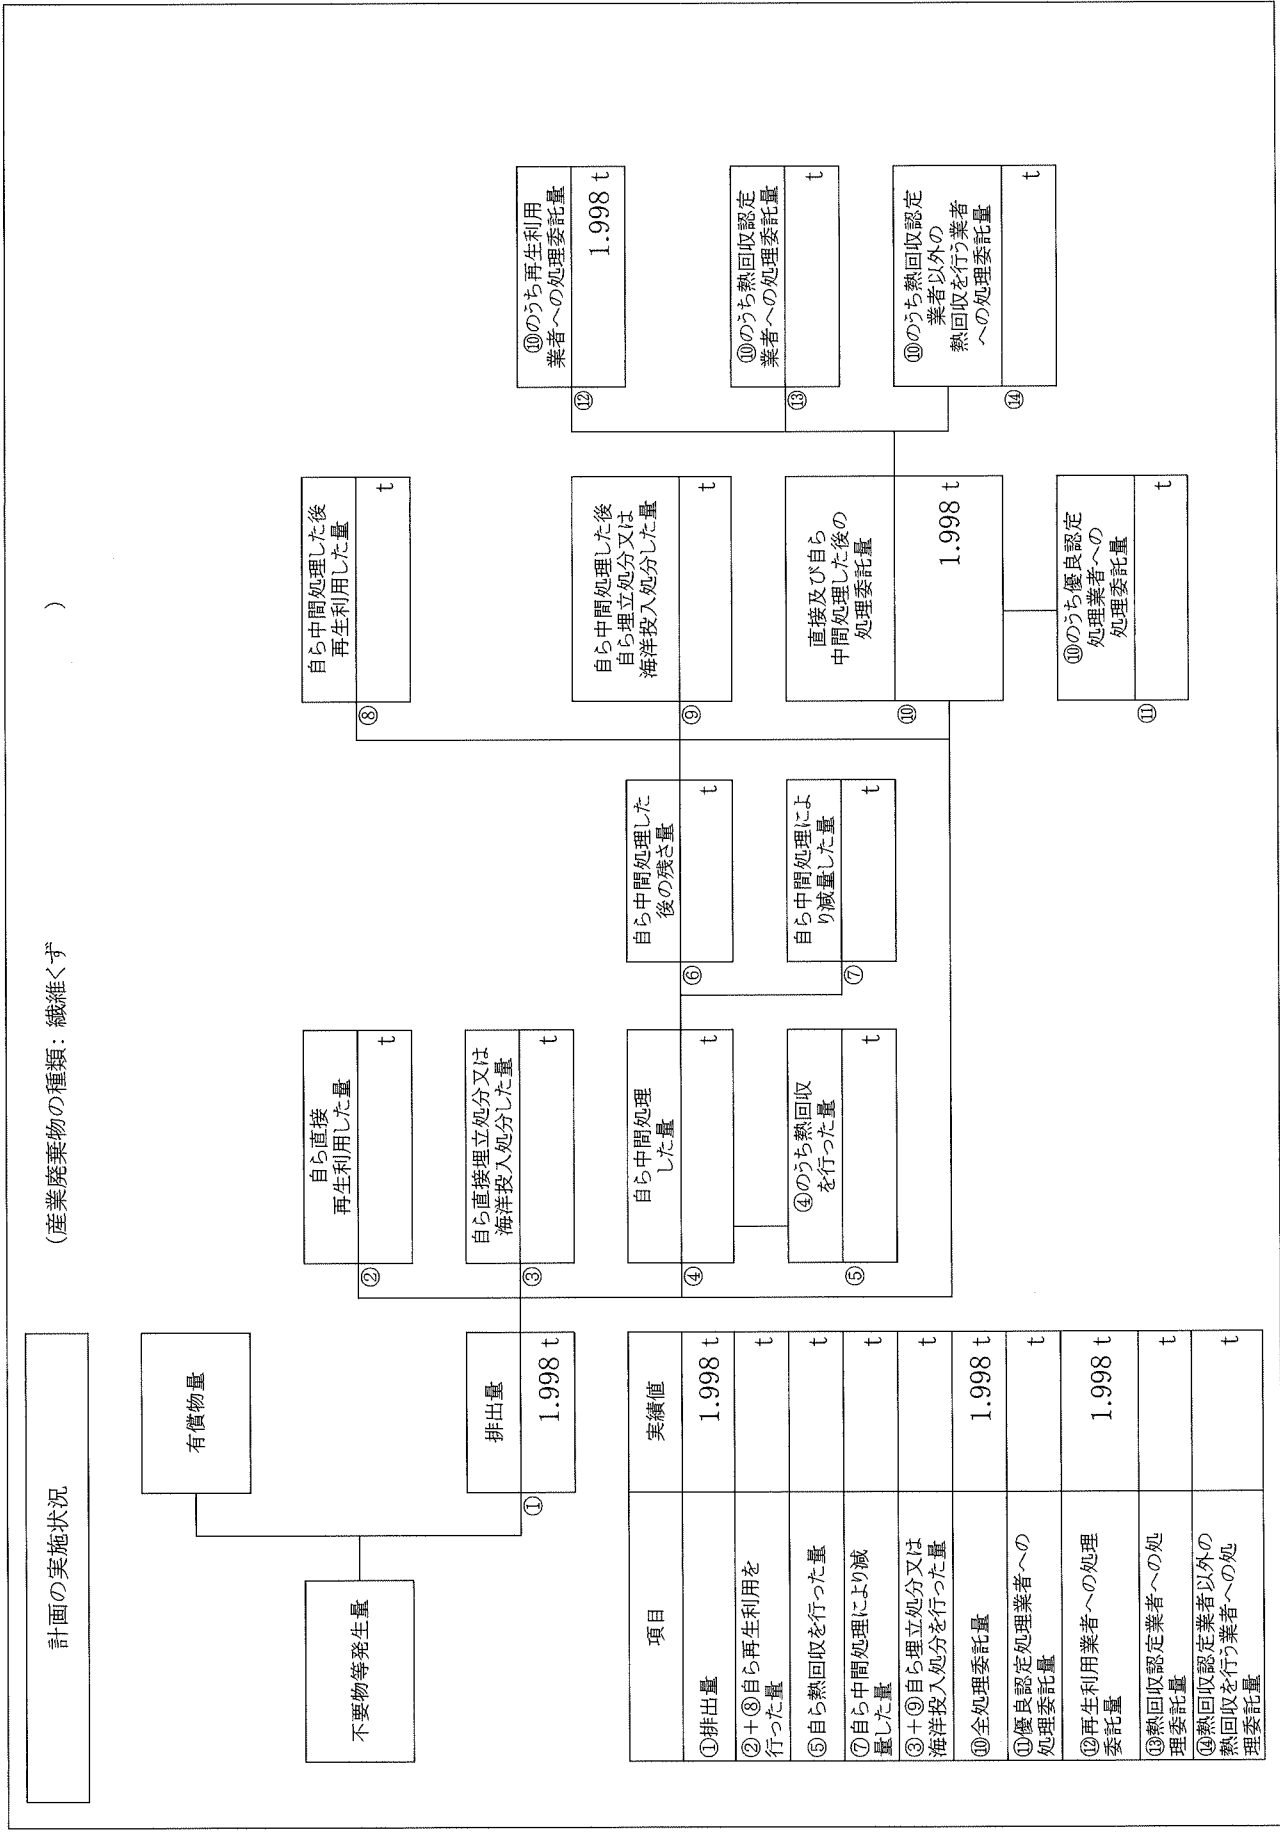 計画の実施状況
(産業廃棄物の種類： 繊維くず
)
不要物等発生量
有償物量
①
排出量
1.998 t
②
自ら直接
再生利用した量
t
③
自ら直接埋立処分又は
海洋投入処分した量
t
④
自ら中間処理
した量
t
⑤
④のうち熱回収
を行った量
t
⑥
自ら中間処理した
後の残さ量
t
⑦
自ら中間処理によ
り減量した量
t
⑧
自ら中間処理した後
再生利用した量
t
⑨
自ら中間処理した後
自ら埋立処分又は
海洋投入処分した量
t
⑩
直接及び自ら
中間処理した後の
処理委託量
1.998 t
⑪
⑩のうち優良認定
処理業者への
処理委託量
t
⑫
⑩のうち再生利用
業者への処理委託量
1.998 t
⑬
⑩のうち熱回収認定
業者への処理委託量
t
⑭
⑩のうち熱回収認定
業者以外の
熱回収を行う業者
への処理委託量
t
項目 実績値
①排出量 1.998 t
②+⑧自ら再生利用を
行った量
t
⑤自ら熱回収を行った量 t
⑦自ら中間処理により減
量した量
t
③+⑨自ら埋立処分又は
海洋投入処分を行った量
t
⑩全処理委託量 1.998 t
⑪優良認定処理業者への
処理委託量
t
⑫再生利用業者への処理
委託量
1.998 t
⑬熱回収認定業者への処
理委託量
t
⑭熱回収認定業者以外の
熱回収を行う業者への処
理委託量
t